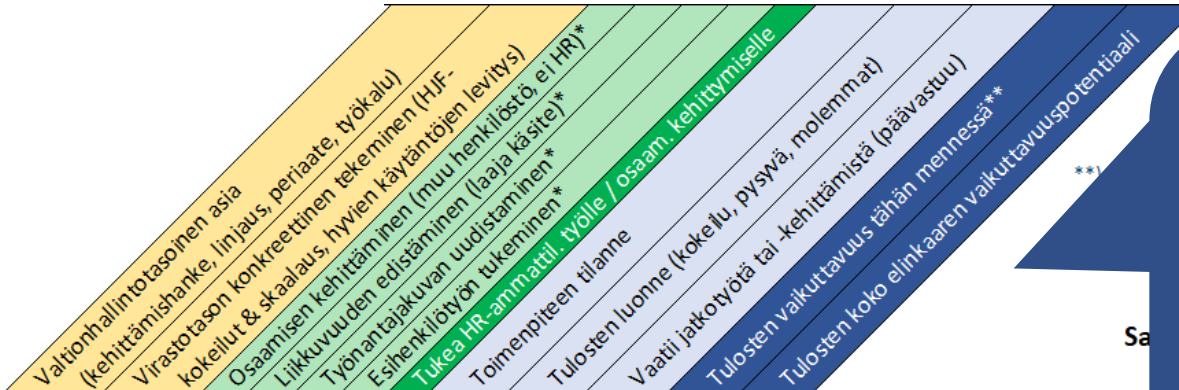 Valtionhallintotasoinen asia
(kehittämishanke, linjaus, periaate, työkalu)
Virastotason konkreettinen tekeminen (HJF-
kokeilut & skaalaus, hyvien käytäntöjen levitys)
Osaamisen kehittäminen (muu henkilöstö, ei HR)*
Liikkuvuuden edistäminen (laaja käsite)*
Työnantajakuvan uudistaminen*
Esihenkilötyön tukeminen*
Tukea HR-ammattil. työlle / osaam. kehittymiselle
Toimenpiteen tilanne
Tulosten luonne (kokeilu, pysyvä, molemmat)
Vaatii jatkotyötä tai -kehittämistä (päävastuu)
Tulosten vaikuttavuus tähän mennessä**
Tulosten koko elinkaaren vaikuttavuuspotentiaali
**
Sa